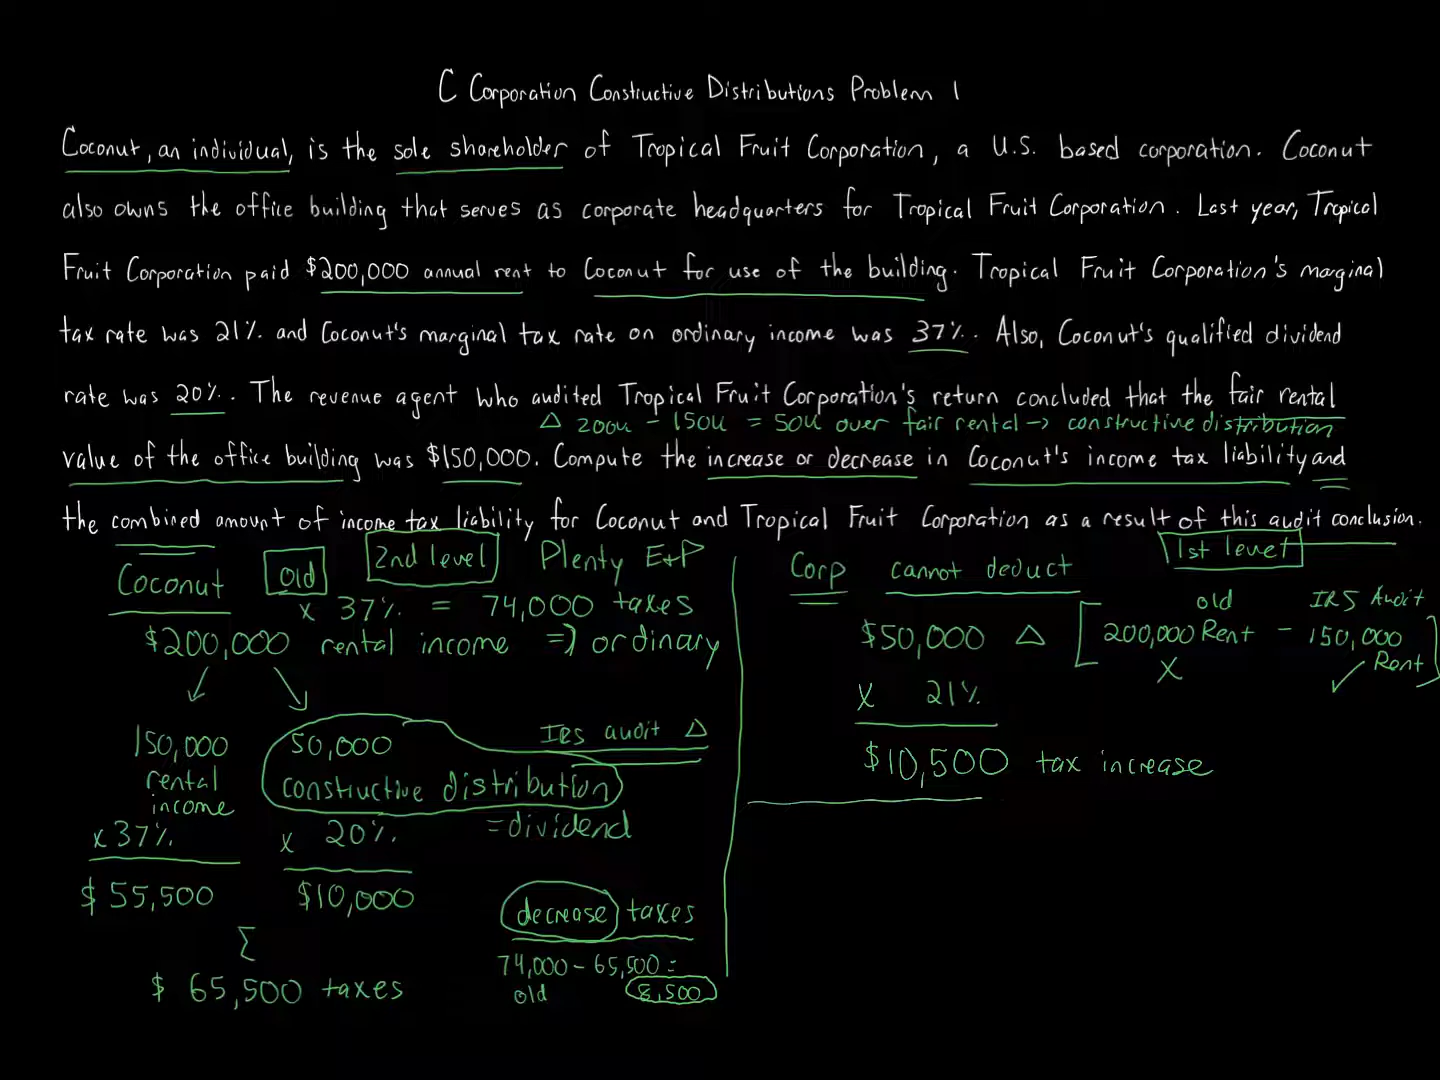 C Corporation Constructive Distributions Problem 1
Coconut, an individual, is the sole shareholder of Tropical Fruit Corporation, a U.S. based corporation. Coconut
also owns the office building that serves as corporate headquarters for Tropical Fruit Corporation. Last year, Tropical
Fruit Corporation paid $200,000 annual rent to Coconut for use of the building. Tropical Fruit Corporation's marginal
tax rate was 21% and Coconut's marginal tax rate on ordinary income was 37%. Also, Coconut's qualified dividend
rate was 20%. The revenue agent who audited Tropical Fruit Corporation's return concluded that the fair rental
Δ 200k - 150k = 50k over fair rental → constructive distribution
value of the office building was $150,000. Compute the increase or decrease in Coconut's income tax liability and
the combined amount of income tax liability for Coconut and Tropical Fruit Corporation as a result of this audit conclusion.
Coconut Old 2nd level Plenty E+P
x 37% = 74,000 taxes
$200,000 rental income => ordinary
150,000 rental income
50,000 constructive distribution
= dividend
IRS audit Δ
x 37%
x 20%
$55,500
$10,000
Σ
$ 65,500 taxes
decrease taxes
74,000 - 65,500 =
old 8,500
Corp cannot deduct 1st level
old IRS Audit
$50,000 Δ [200,000 Rent - 150,000 Rent]
X ✓
x 21%
$10,500 tax increase